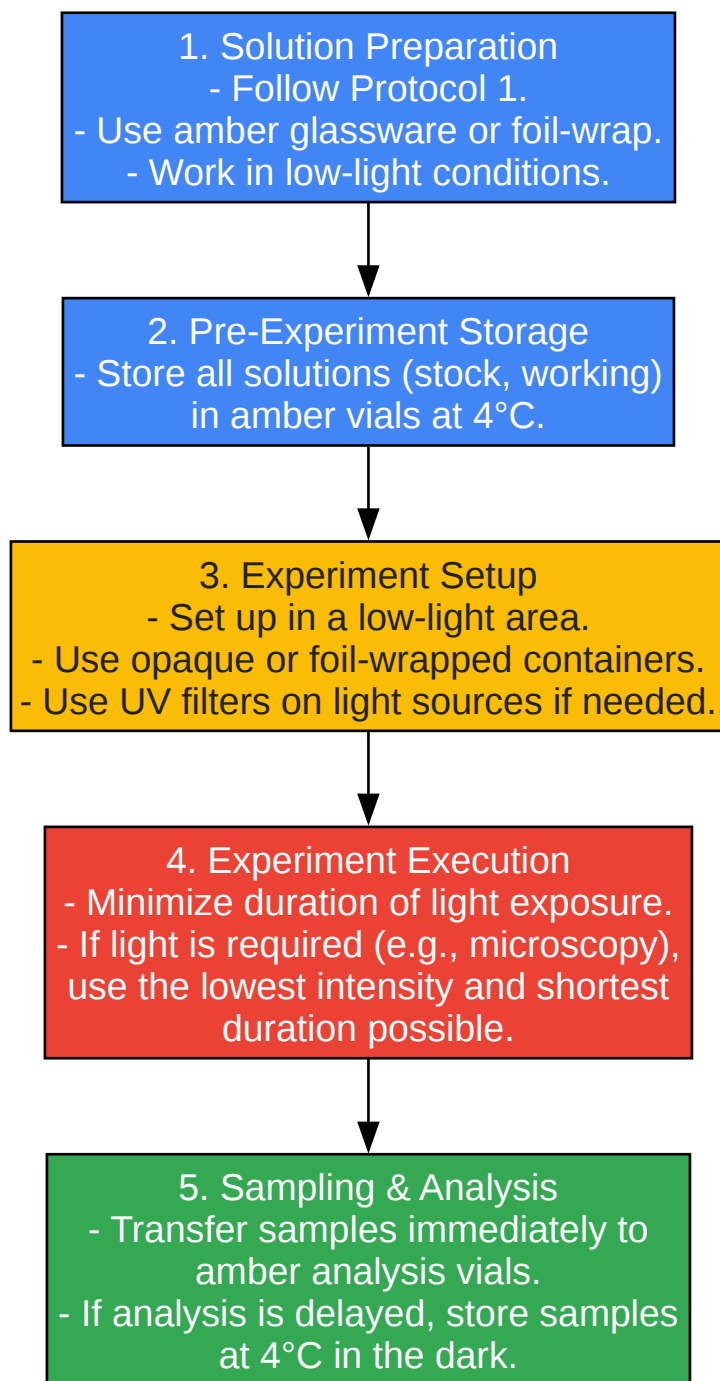 1. Solution Preparation
- Follow Protocol 1.
- Use amber glassware or foil-wrap.
- Work in low-light conditions.
2. Pre-Experiment Storage
- Store all solutions (stock, working)
in amber vials at 4°C.
3. Experiment Setup
- Set up in a low-light area.
- Use opaque or foil-wrapped containers.
- Use UV filters on light sources if needed.
4. Experiment Execution
- Minimize duration of light exposure.
- If light is required (e.g., microscopy),
use the lowest intensity and shortest
duration possible.
5. Sampling & Analysis
- Transfer samples immediately to
amber analysis vials.
- If analysis is delayed, store samples
at 4°C in the dark.